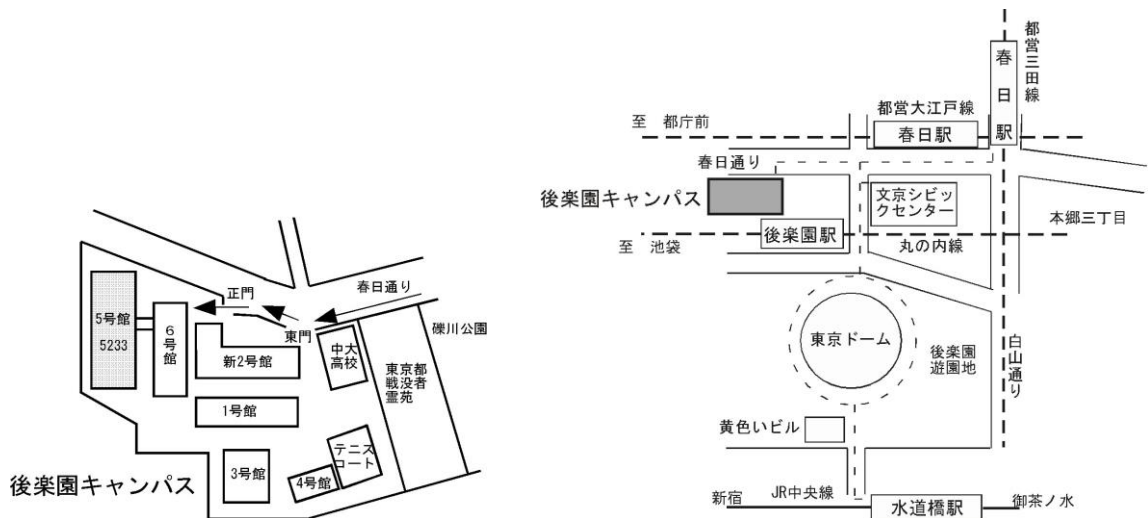 正門
春日通り
東門
礫川公園
5号館
5233
6
号
館
新2号館
中大
高校
東京都
戦没者
霊苑
1号館
テニス
コート
3号館
4号館
後楽園キャンパス
都営三田線
春日駅
都営大江戸線
至 都庁前
春日駅
春日通り
後楽園キャンパス
文京シビッ
クセンター
本郷三丁目
後楽園駅
至 池袋
丸の内線
東京ドーム
後楽園
遊園地
白山通り
黄色いビル
新宿
JR中央線
水道橋駅
御茶ノ水